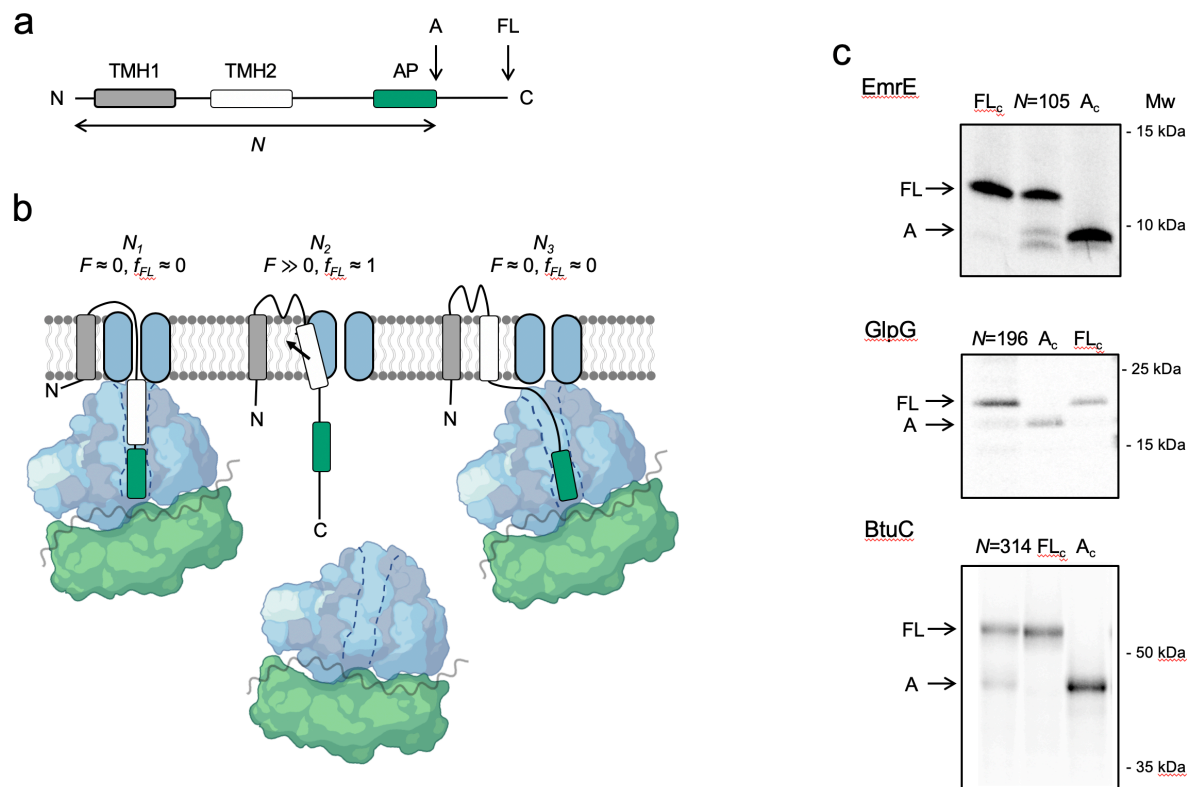 a
A FL
TMH1 TMH2 AP
N C
N
b
N1 N2 N3
F ≈ 0, fFL ≈ 0 F ≫ 0, fFL ≈ 1 F ≈ 0, fFL ≈ 0
N N N
C
c
EmrE
FLc N=105 Ac Mw
- 15 kDa
FL
- 10 kDa
A
GlpG
N=196 Ac FLc
- 25 kDa
FL
A
- 15 kDa
BtuC
N=314 FLc Ac
FL
- 50 kDa
A
- 35 kDa